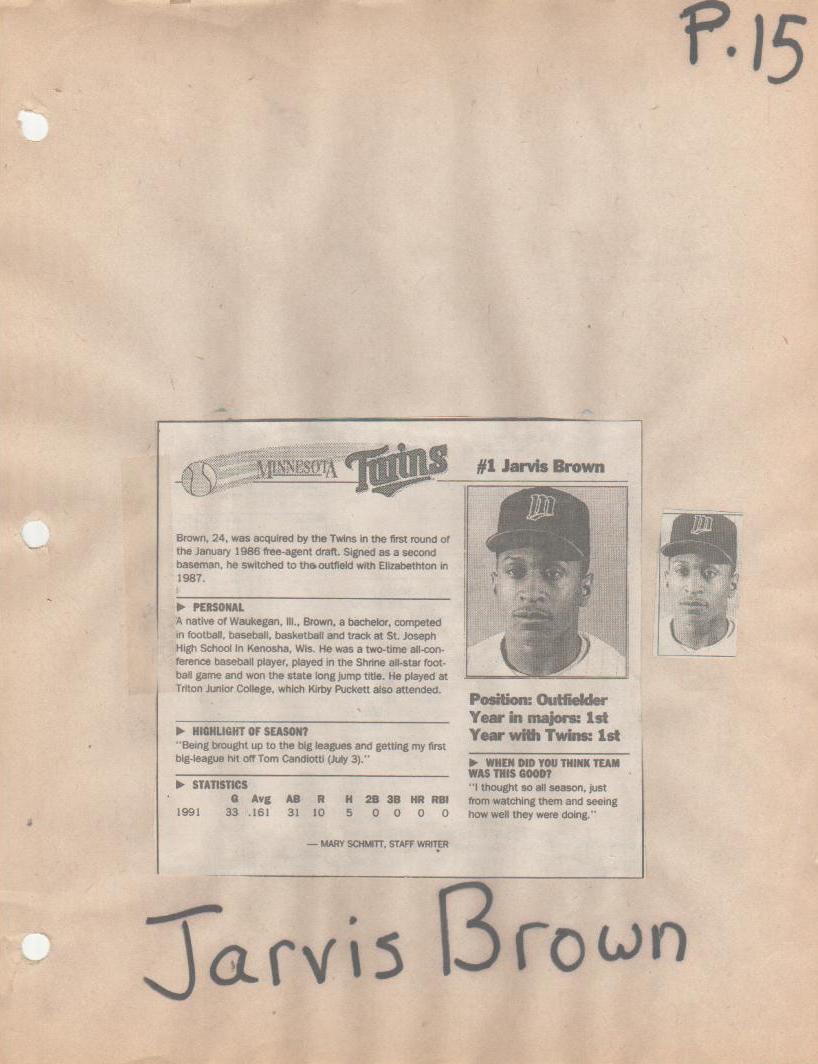 P.15
MINNESOTA Twins
#1 Jarvis Brown
Brown, 24, was acquired by the Twins in the first round of
the January 1986 free-agent draft. Signed as a second
baseman, he switched to the outfield with Elizabethton in
1987.
▶ PERSONAL
A native of Waukegan, Ill., Brown, a bachelor, competed
in football, baseball, basketball and track at St. Joseph
High School in Kenosha, Wis. He was a two-time all-con-
ference baseball player, played in the Shrine all-star foot-
ball game and won the state long jump title. He played at
Triton Junior College, which Kirby Puckett also attended.
▶ HIGHLIGHT OF SEASON?
"Being brought up to the big leagues and getting my first
big-league hit off Tom Candiotti (July 3)."
▶ STATISTICS
G Avg AB R H 2B 3B HR RBI
1991 33 .161 31 10 5 0 0 0 0
— MARY SCHMITT, STAFF WRITER
m
Position: Outfielder
Year in majors: 1st
Year with Twins: 1st
▶ WHEN DID YOU THINK TEAM
WAS THIS GOOD?
"I thought so all season, just
from watching them and seeing
how well they were doing."
m
Jarvis Brown